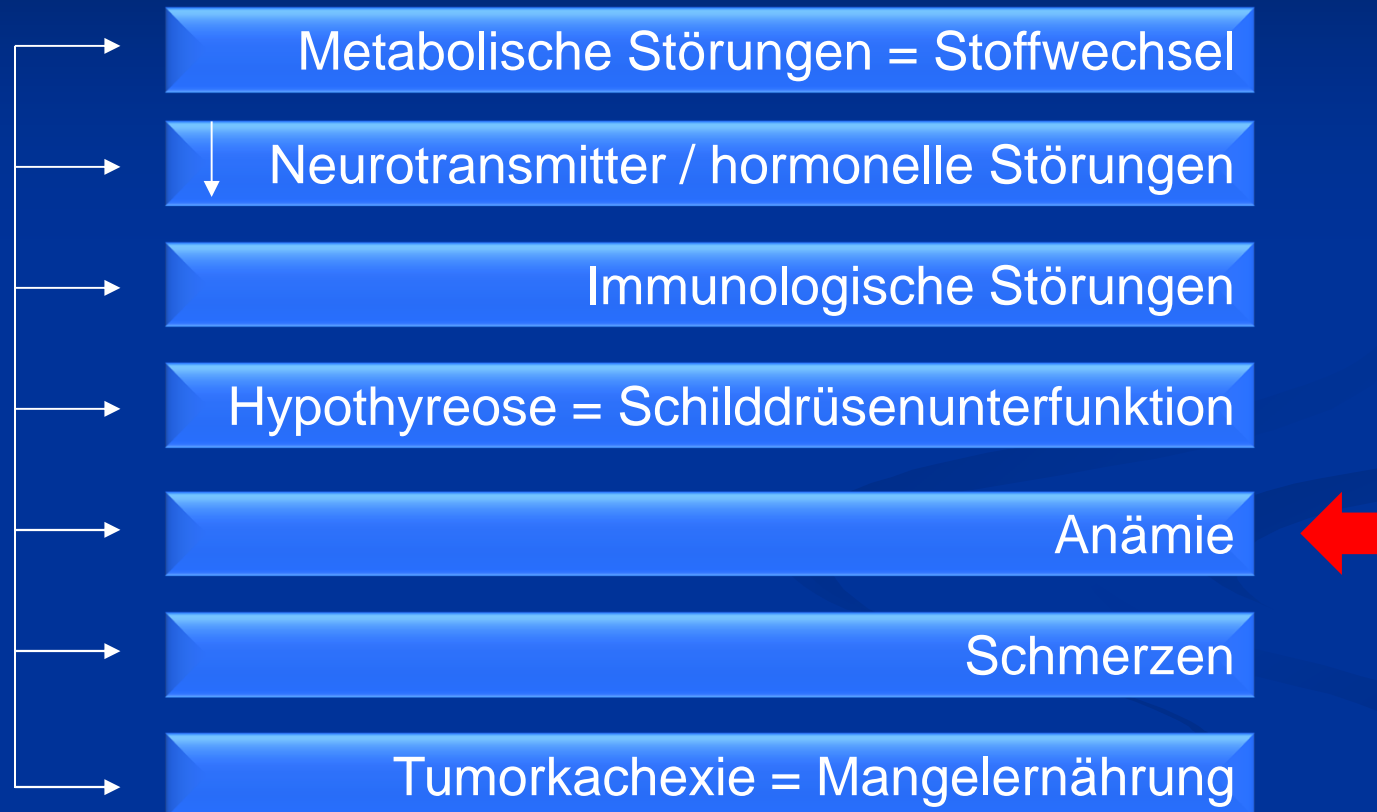 Metabolische Störungen = Stoffwechsel
Neurotransmitter / hormonelle Störungen
Immunologische Störungen
Hypothyreose = Schilddrüsenunterfunktion
Anämie
Schmerzen
Tumorkachexie = Mangelernährung